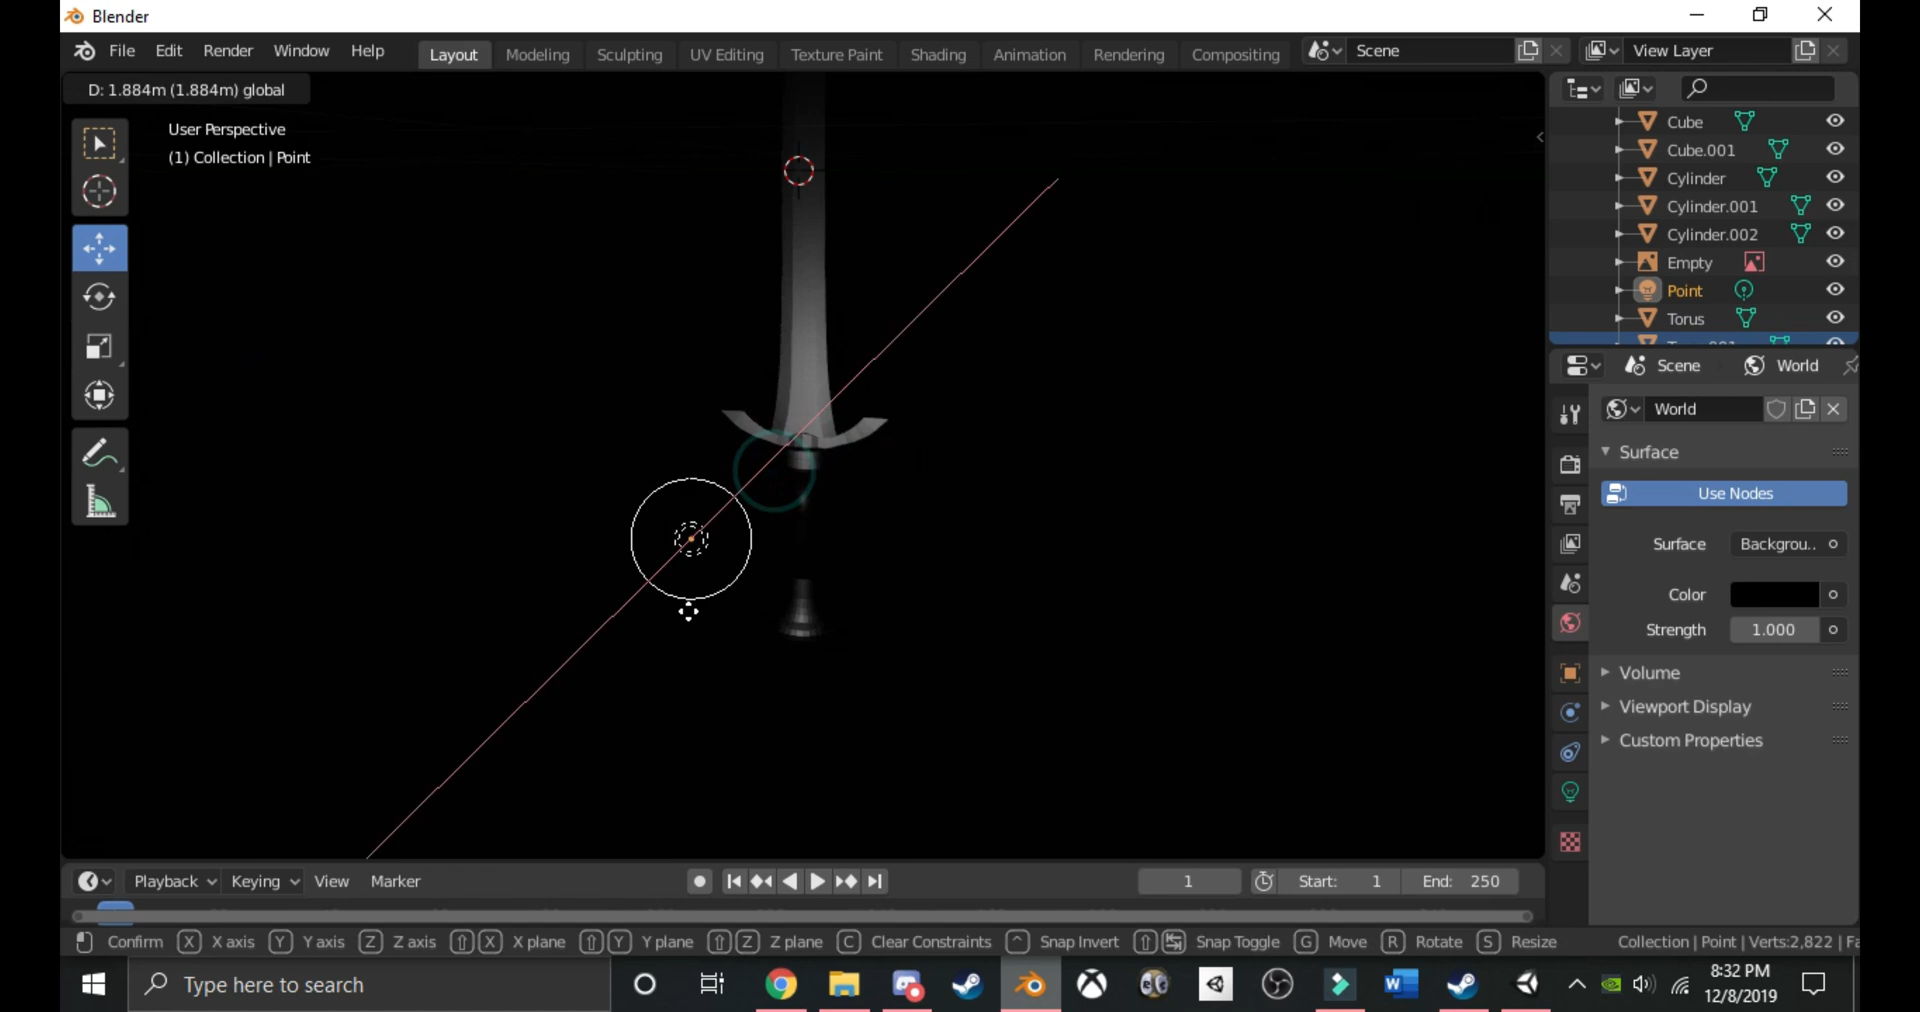 Blender
File Edit Render Window Help Layout Modeling Sculpting UV Editing Texture Paint Shading Animation Rendering Compositing Scene View Layer
D: 1.884m (1.884m) global
User Perspective
(1) Collection | Point
Cube
Cube.001
Cylinder
Cylinder.001
Cylinder.002
Empty
Point
Torus
Scene World
World
Surface
Use Nodes
Surface Backgrou..
Color
Strength 1.000
Volume
Viewport Display
Custom Properties
Playback Keying View Marker 1 Start: 1 End: 250
Confirm X X axis Y Y axis Z Z axis X X plane Y Y plane Z Z plane C Clear Constraints Snap Invert Snap Toggle G Move R Rotate S Resize Collection | Point | Verts:2,822 | Fa
Type here to search
8:32 PM
12/8/2019